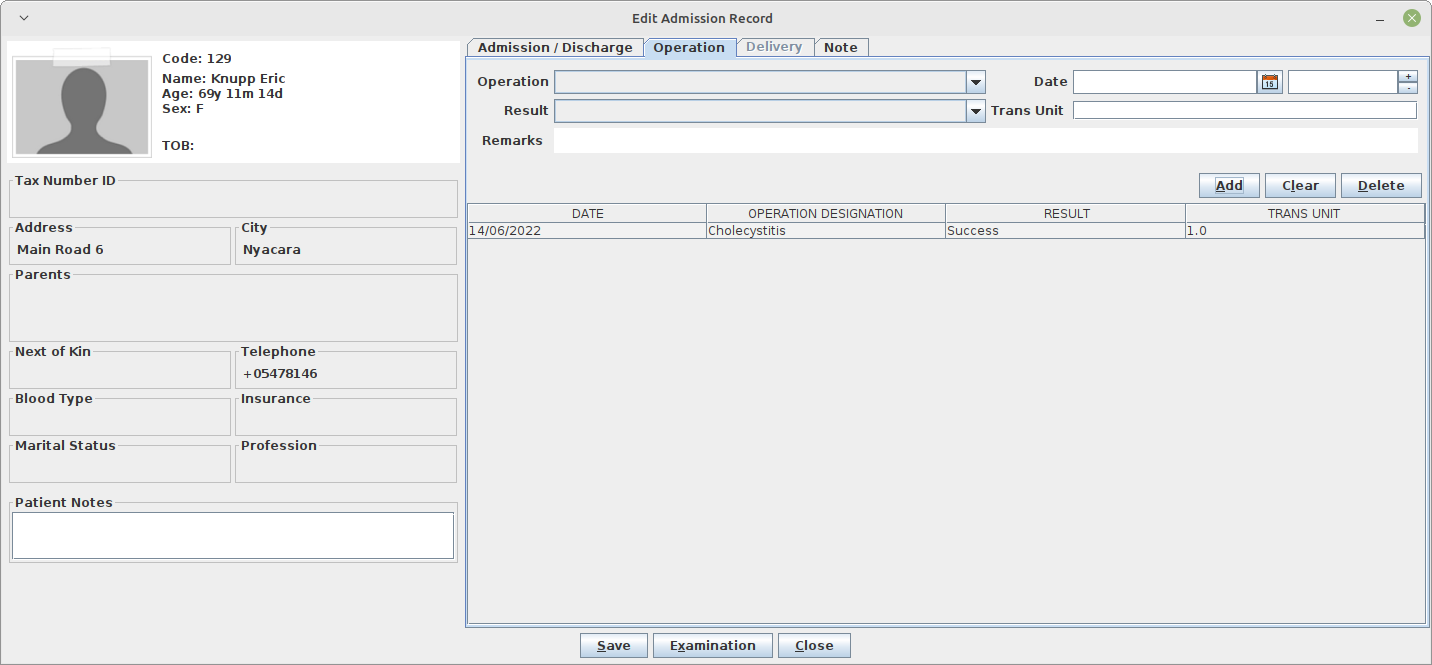 Edit Admission Record
Code: 129
Name: Knupp Eric
Age: 69y 11m 14d
Sex: F
TOB:
Tax Number ID
Address
Main Road 6
City
Nyacara
Parents
Next of Kin
Telephone
+05478146
Blood Type
Insurance
Marital Status
Profession
Patient Notes
Admission / Discharge Operation Delivery Note
Operation
Date
15
+
-
Result
Trans Unit
Remarks
Add Clear Delete
DATE OPERATION DESIGNATION RESULT TRANS UNIT
14/06/2022 Cholecystitis Success 1.0
Save Examination Close